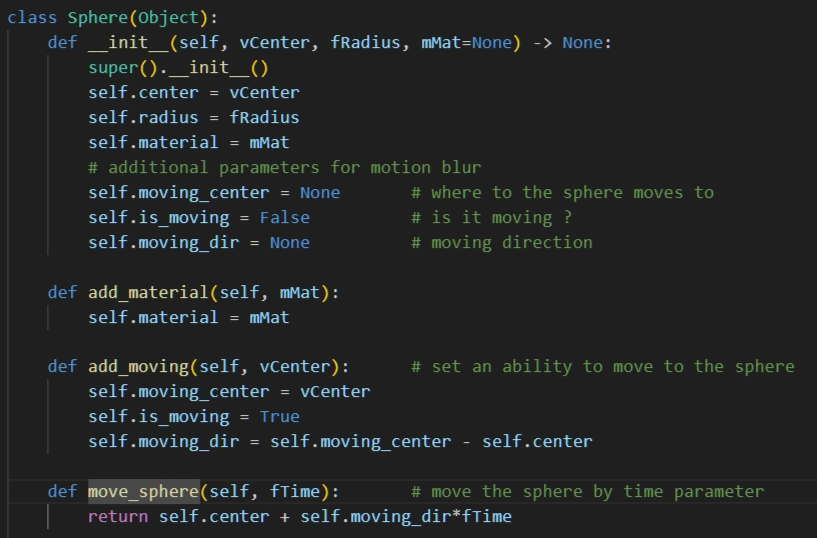 class Sphere(Object):
    def __init__(self, vCenter, fRadius, mMat=None) -> None:
        super().__init__()
        self.center = vCenter
        self.radius = fRadius
        self.material = mMat
        # additional parameters for motion blur
        self.moving_center = None       # where to the sphere moves to
        self.is_moving = False          # is it moving ?
        self.moving_dir = None          # moving direction

    def add_material(self, mMat):
        self.material = mMat

    def add_moving(self, vCenter):      # set an ability to move to the sphere
        self.moving_center = vCenter
        self.is_moving = True
        self.moving_dir = self.moving_center - self.center

    def move_sphere(self, fTime):       # move the sphere by time parameter
        return self.center + self.moving_dir*fTime